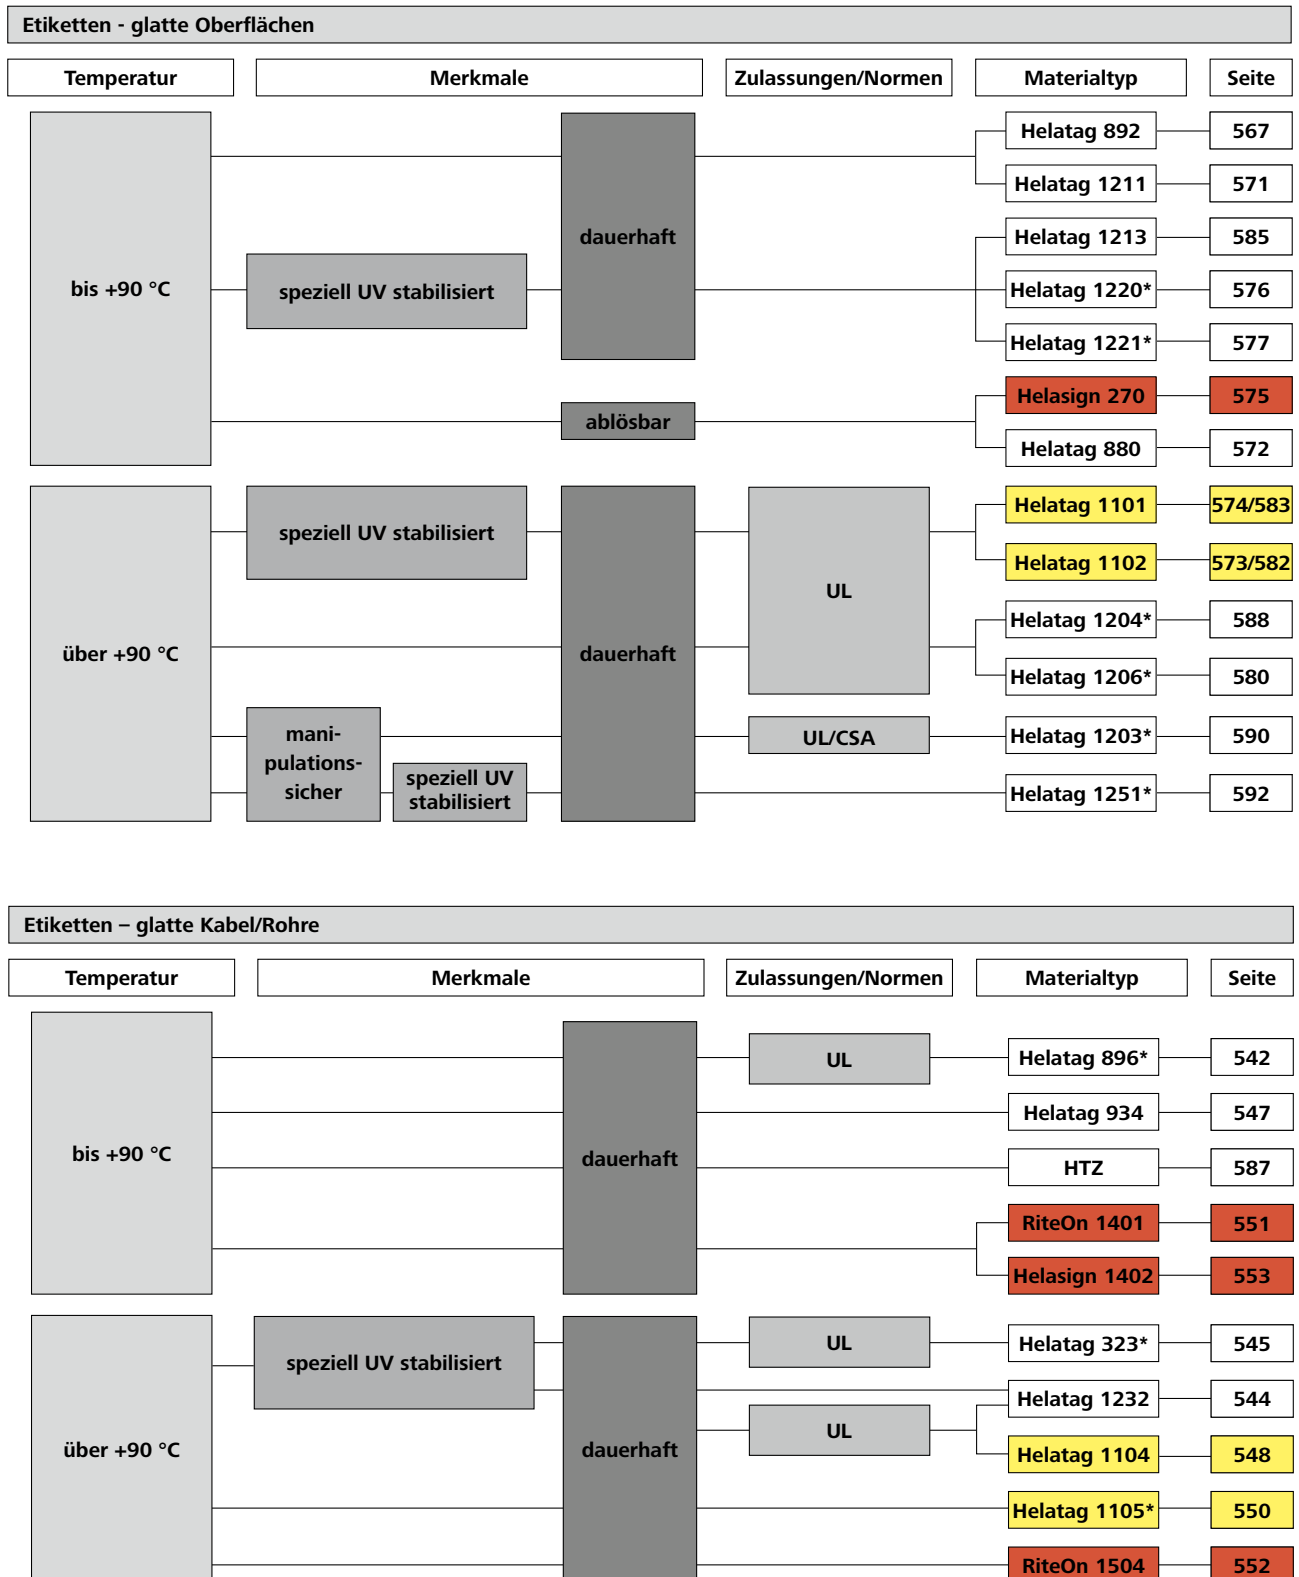 Etiketten - glatte Oberflächen
Temperatur
Merkmale
Zulassungen/Normen
Materialtyp
Seite
bis +90 °C
speziell UV stabilisiert
dauerhaft
ablösbar
Helatag 892
567
Helatag 1211
571
Helatag 1213
585
Helatag 1220*
576
Helatag 1221*
577
Helasign 270
575
Helatag 880
572
über +90 °C
speziell UV stabilisiert
mani-
pulations-
sicher
speziell UV
stabilisiert
dauerhaft
UL
UL/CSA
Helatag 1101
574/583
Helatag 1102
573/582
Helatag 1204*
588
Helatag 1206*
580
Helatag 1203*
590
Helatag 1251*
592
Etiketten – glatte Kabel/Rohre
Temperatur
Merkmale
Zulassungen/Normen
Materialtyp
Seite
bis +90 °C
dauerhaft
UL
Helatag 896*
542
Helatag 934
547
HTZ
587
RiteOn 1401
551
Helasign 1402
553
über +90 °C
speziell UV stabilisiert
dauerhaft
UL
UL
Helatag 323*
545
Helatag 1232
544
Helatag 1104
548
Helatag 1105*
550
RiteOn 1504
552